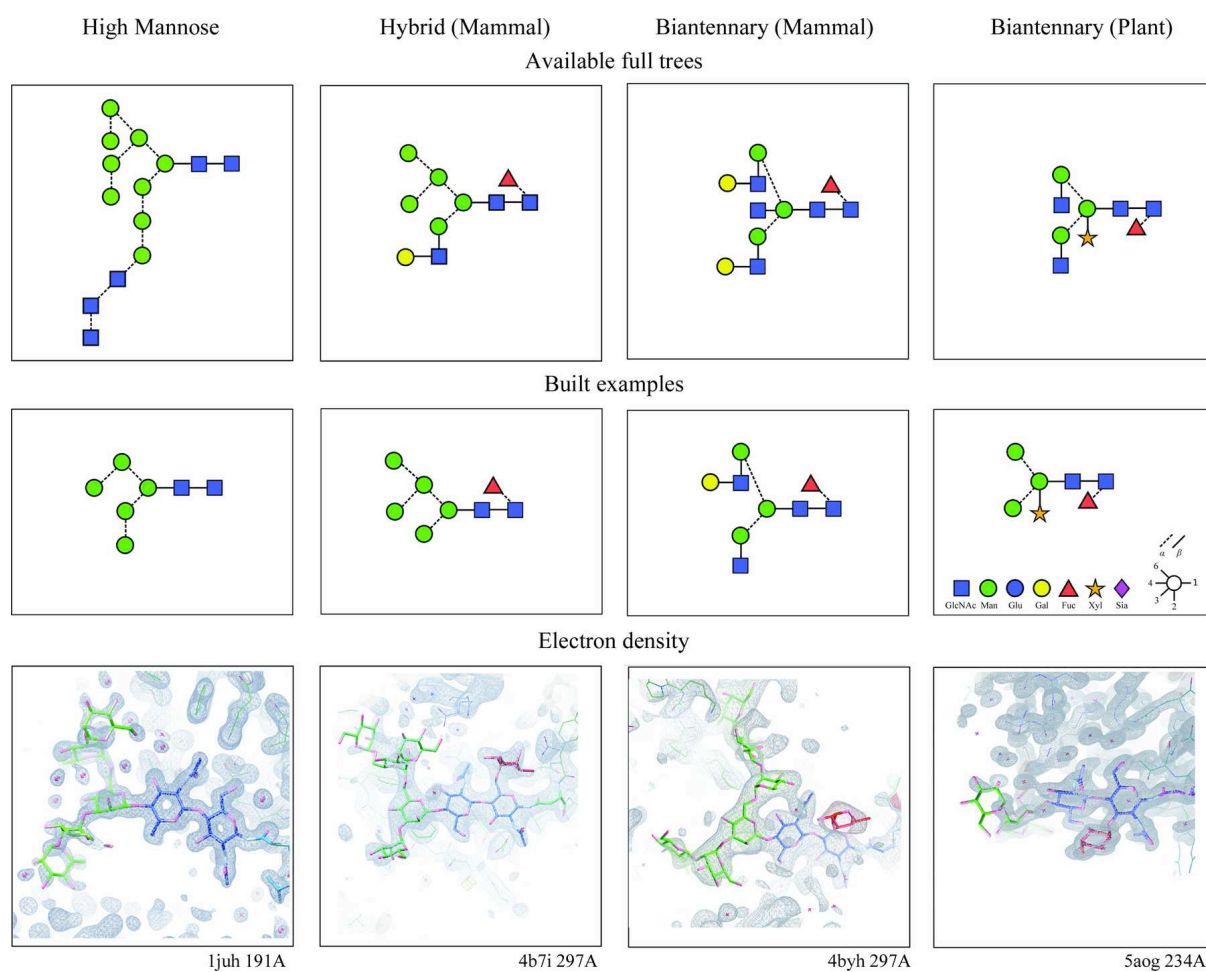 High Mannose
Hybrid (Mammal)
Biantennary (Mammal)
Biantennary (Plant)
Available full trees
Built examples
α β
6
4
1
3
2
GlcNAc Man Glu Gal Fuc Xyl Sia
Electron density
1juh 191A
4b7i 297A
4byh 297A
5aog 234A